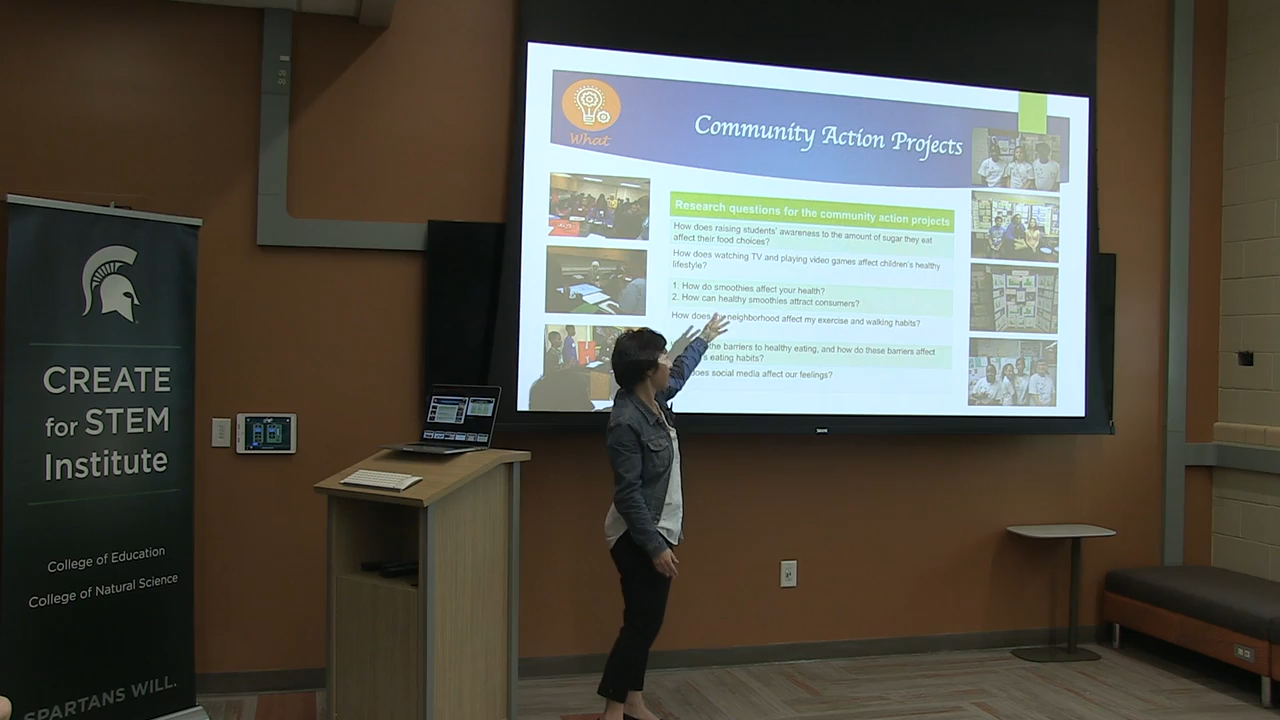 CREATE
for STEM
Institute
College of Education
College of Natural Science
SPARTANS WILL.
What
Community Action Projects
Research questions for the community action projects
How does raising students' awareness to the amount of sugar they eat
affect their food choices?
How does watching TV and playing video games affect children's healthy
lifestyle?
1. How do smoothies affect your health?
2. How can healthy smoothies attract consumers?
How does neighborhood affect my exercise and walking habits?
the barriers to healthy eating, and how do these barriers affect
eating habits?
does social media affect our feelings?